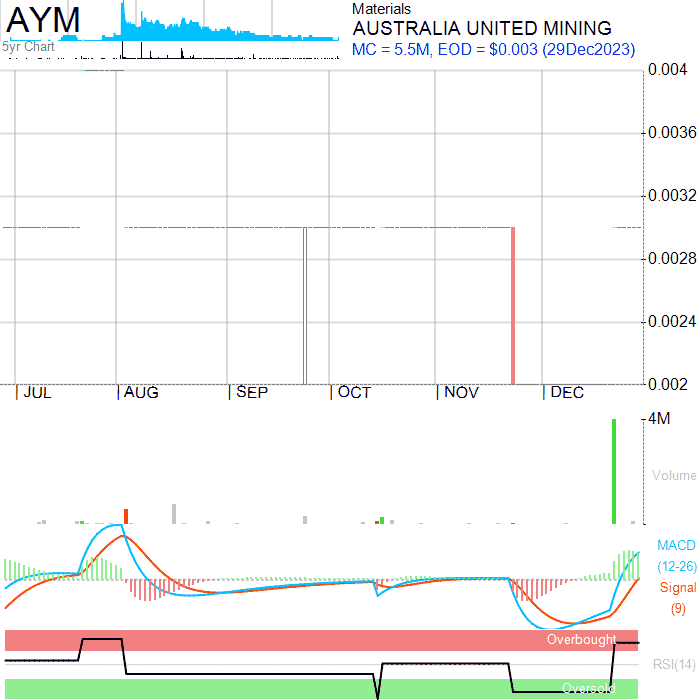 AYM
5yr Chart
Materials
AUSTRALIA UNITED MINING
MC = 5.5M, EOD = $0.003 (29Dec2023)
0.004
0.0036
0.0032
0.0028
0.0024
0.002
JUL AUG SEP OCT NOV DEC
4M
Volume
MACD
(12-26)
Signal
(9)
Overbought
RSI(14)
Oversold